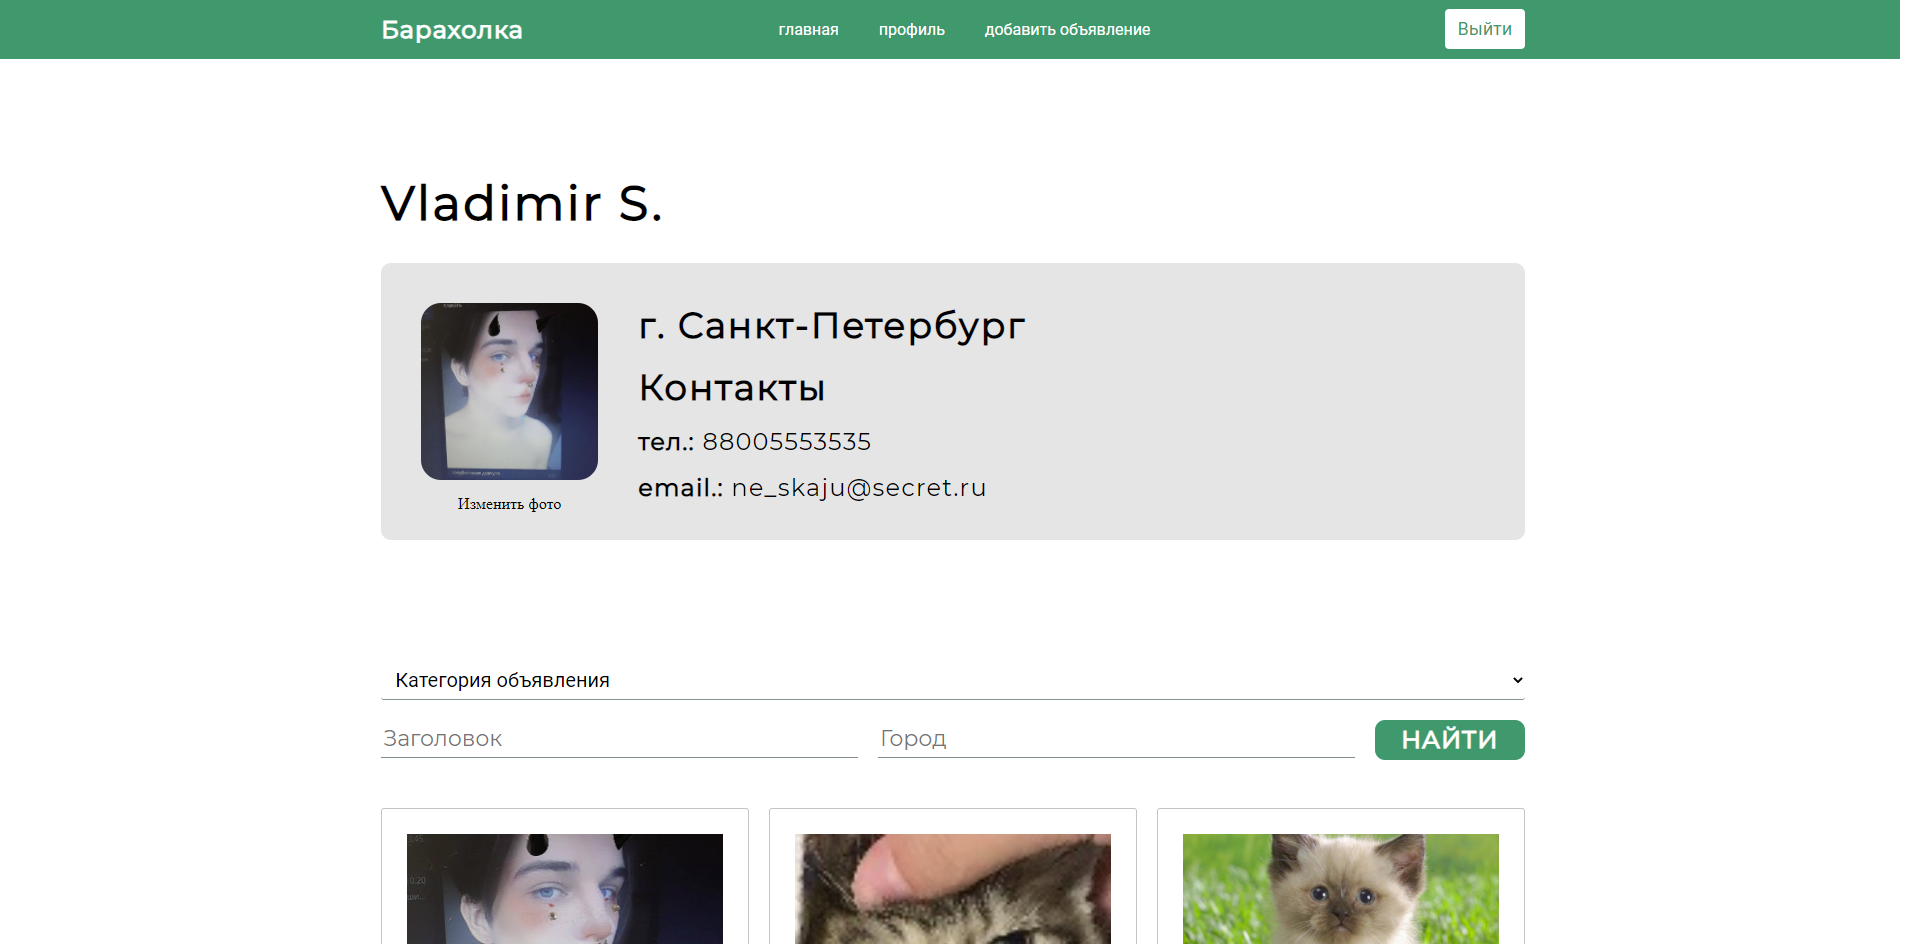 Барахолка
главная
профиль
добавить объявление
Выйти
Vladimir S.
г. Санкт-Петербург
Контакты
тел.: 88005553535
email.: ne_skaju@secret.ru
Изменить фото
Категория объявления
Заголовок
Город
НАЙТИ